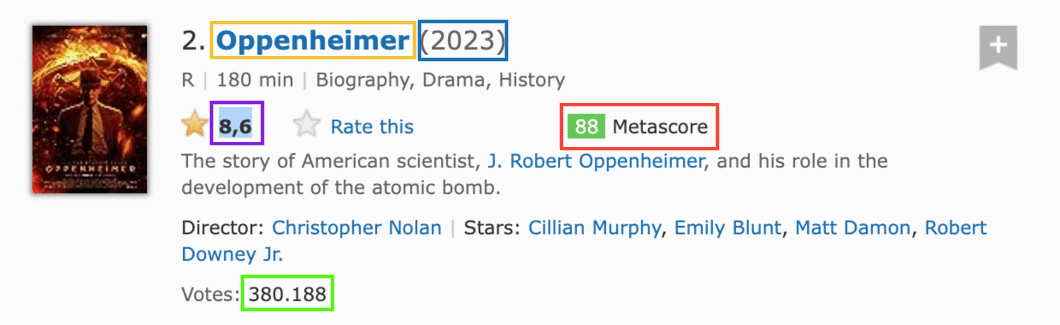 OPPENHEIMER
2. Oppenheimer (2023)
R | 180 min | Biography, Drama, History
8,6 Rate this 88 Metascore
The story of American scientist, J. Robert Oppenheimer, and his role in the
development of the atomic bomb.
Director: Christopher Nolan | Stars: Cillian Murphy, Emily Blunt, Matt Damon, Robert
Downey Jr.
Votes: 380.188